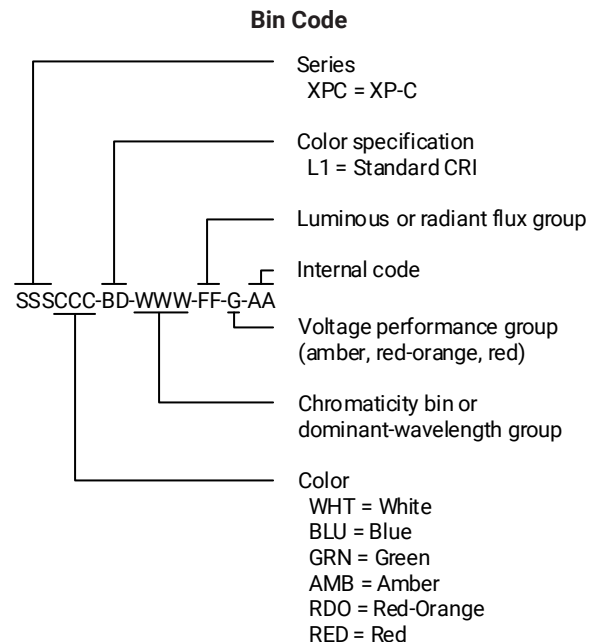 Bin Code
Series
XPC = XP-C
Color specification
L1 = Standard CRI
Luminous or radiant flux group
Internal code
SSSCCC-BD-WWW-FF-G-AA
Voltage performance group
(amber, red-orange, red)
Chromaticity bin or
dominant-wavelength group
Color
WHT = White
BLU = Blue
GRN = Green
AMB = Amber
RDO = Red-Orange
RED = Red